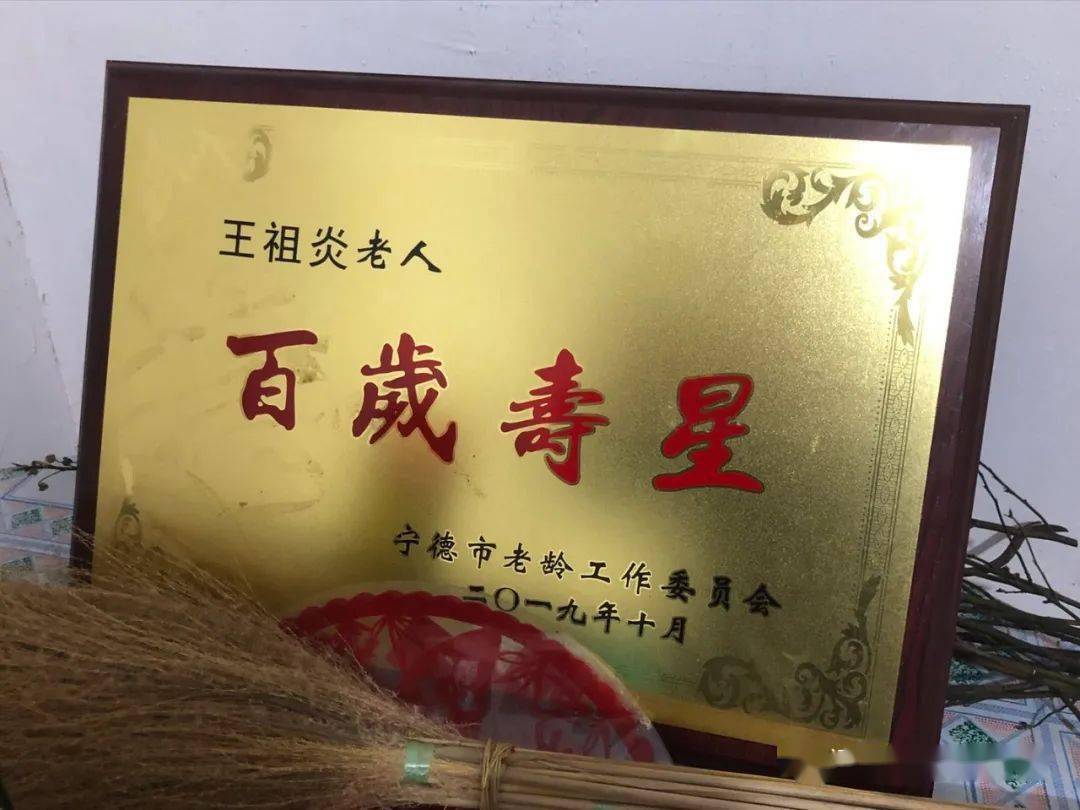 王祖炎老人
百歲壽星
宁德市老龄工作委员会
二〇一九年十月